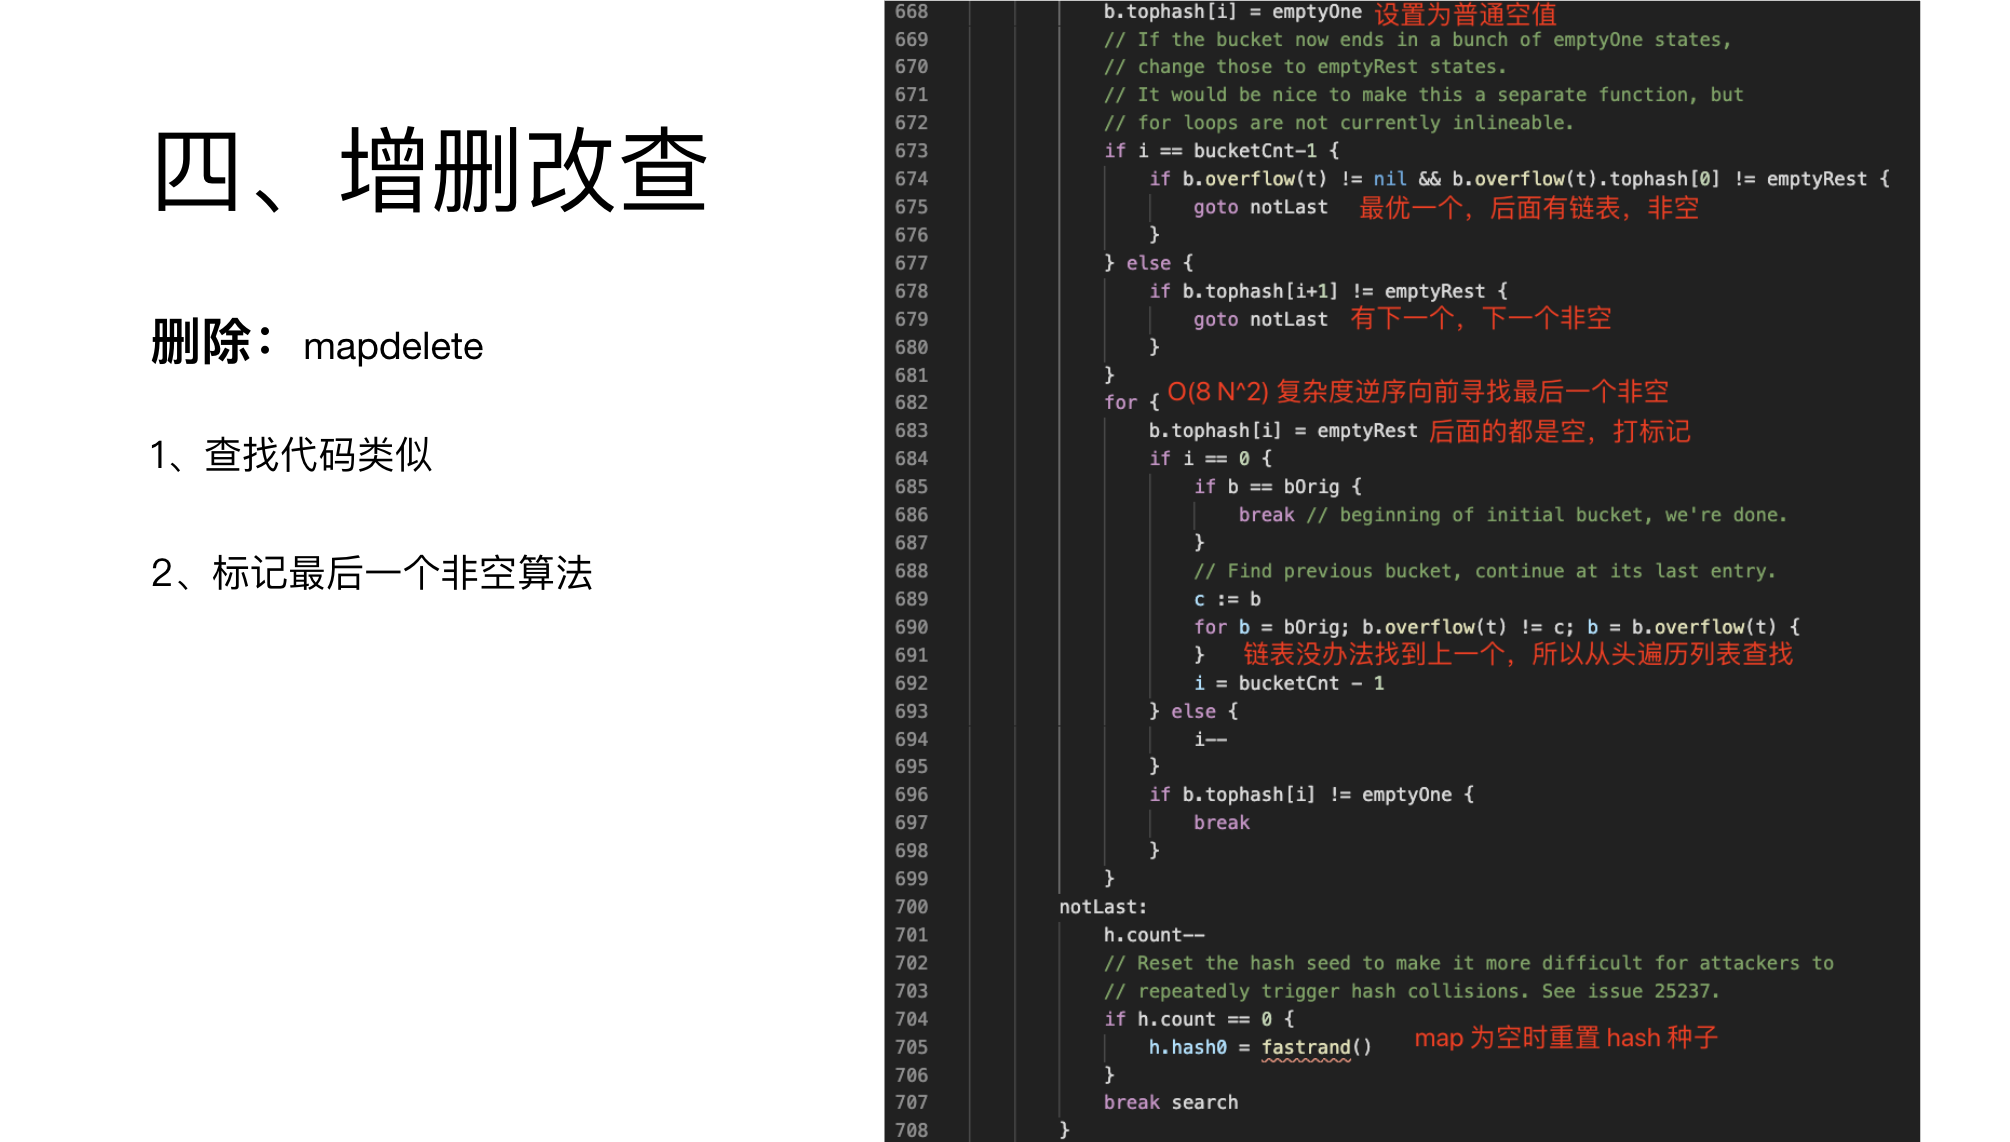 四、增删改查
删除：mapdelete
1、查找代码类似
2、标记最后一个非空算法
668 b.tophash[i] = emptyOne 设置为普通空值
669 // If the bucket now ends in a bunch of emptyOne states,
670 // change those to emptyRest states.
671 // It would be nice to make this a separate function, but
672 // for loops are not currently inlineable.
673 if i == bucketCnt-1 {
674 if b.overflow(t) != nil && b.overflow(t).tophash[0] != emptyRest {
675 goto notLast 最优一个，后面有链表，非空
676 }
677 } else {
678 if b.tophash[i+1] != emptyRest {
679 goto notLast 有下一个，下一个非空
680 }
681 }
682 for { O(8 N^2) 复杂度逆序向前寻找最后一个非空
683 b.tophash[i] = emptyRest 后面的都是空，打标记
684 if i == 0 {
685 if b == bOrig {
686 break // beginning of initial bucket, we're done.
687 }
688 // Find previous bucket, continue at its last entry.
689 c := b
690 for b = bOrig; b.overflow(t) != c; b = b.overflow(t) {
691 } 链表没办法找到上一个，所以从头遍历列表查找
692 i = bucketCnt - 1
693 } else {
694 i--
695 }
696 if b.tophash[i] != emptyOne {
697 break
698 }
699 }
700 notLast:
701 h.count--
702 // Reset the hash seed to make it more difficult for attackers to
703 // repeatedly trigger hash collisions. See issue 25237.
704 if h.count == 0 {
705 h.hash0 = fastrand() map 为空时重置 hash 种子
706 }
707 break search
708 }